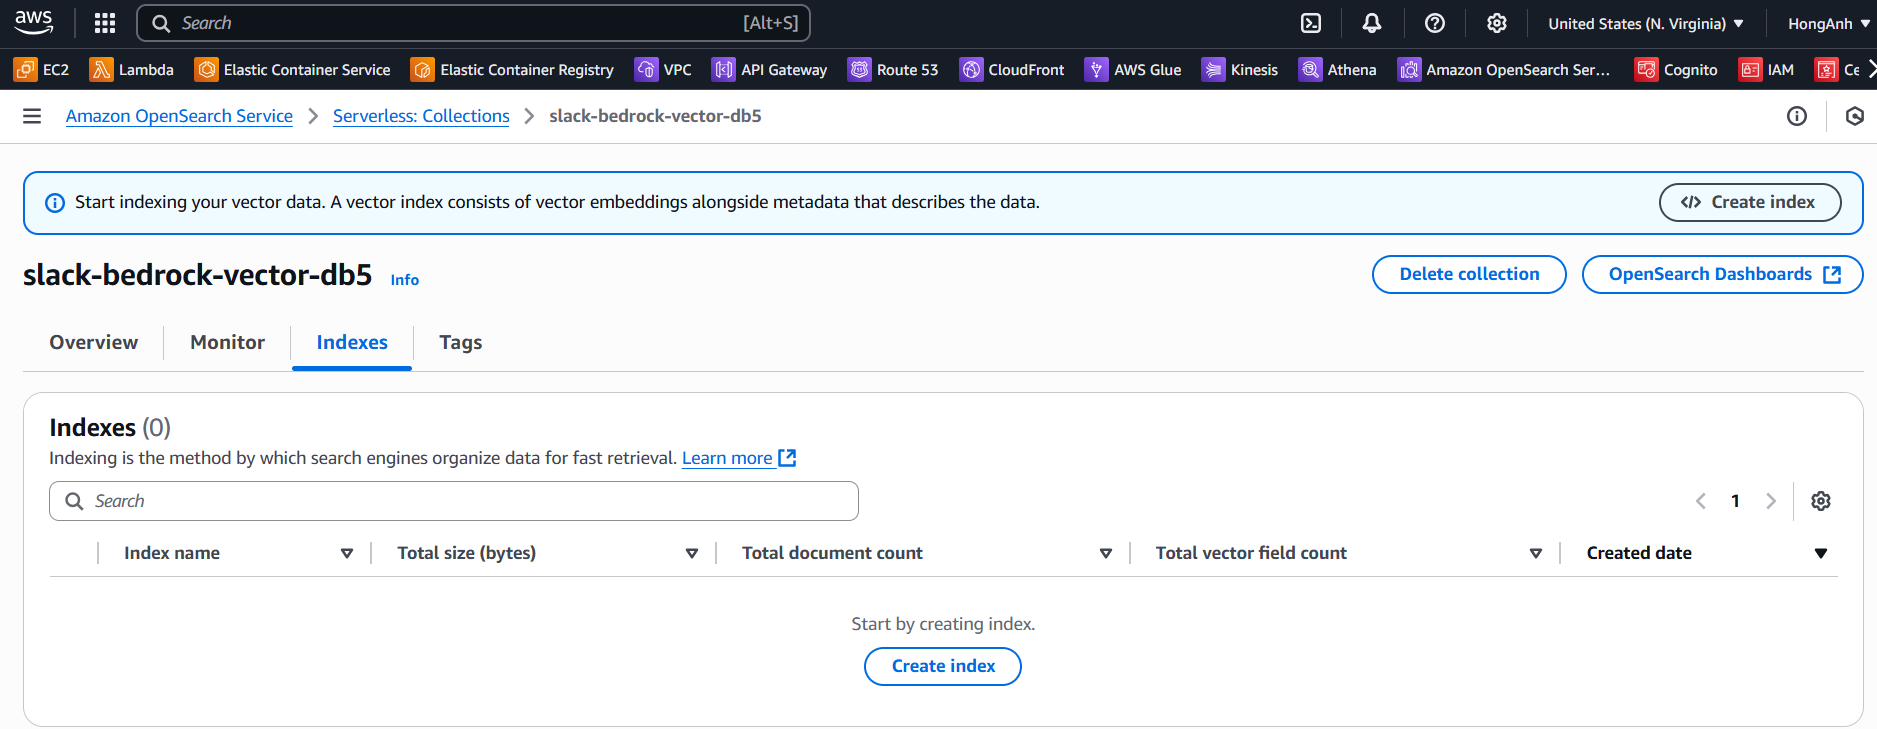 aws Search [Alt+S] United States (N. Virginia) HongAnh
EC2 Lambda Elastic Container Service Elastic Container Registry VPC API Gateway Route 53 CloudFront AWS Glue Kinesis Athena Amazon OpenSearch Ser... Cognito IAM Ce
Amazon OpenSearch Service Serverless: Collections slack-bedrock-vector-db5
Start indexing your vector data. A vector index consists of vector embeddings alongside metadata that describes the data. Create index
slack-bedrock-vector-db5 Info Delete collection OpenSearch Dashboards
Overview Monitor Indexes Tags
Indexes (0)
Indexing is the method by which search engines organize data for fast retrieval. Learn more
Search 1
Index name Total size (bytes) Total document count Total vector field count Created date
Start by creating index.
Create index